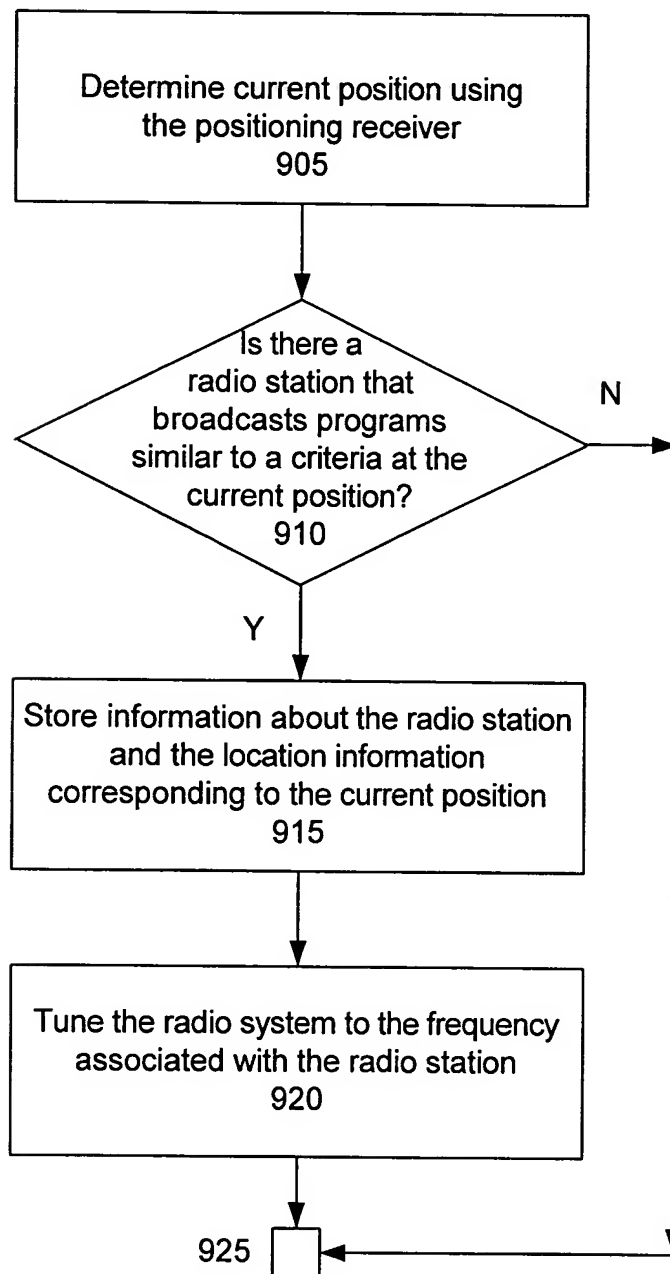 Determine current position using
the positioning receiver
905
Is there a
radio station that
broadcasts programs
similar to a criteria at the
current position?
910
N
Y
Store information about the radio station
and the location information
corresponding to the current position
915
Tune the radio system to the frequency
associated with the radio station
920
925